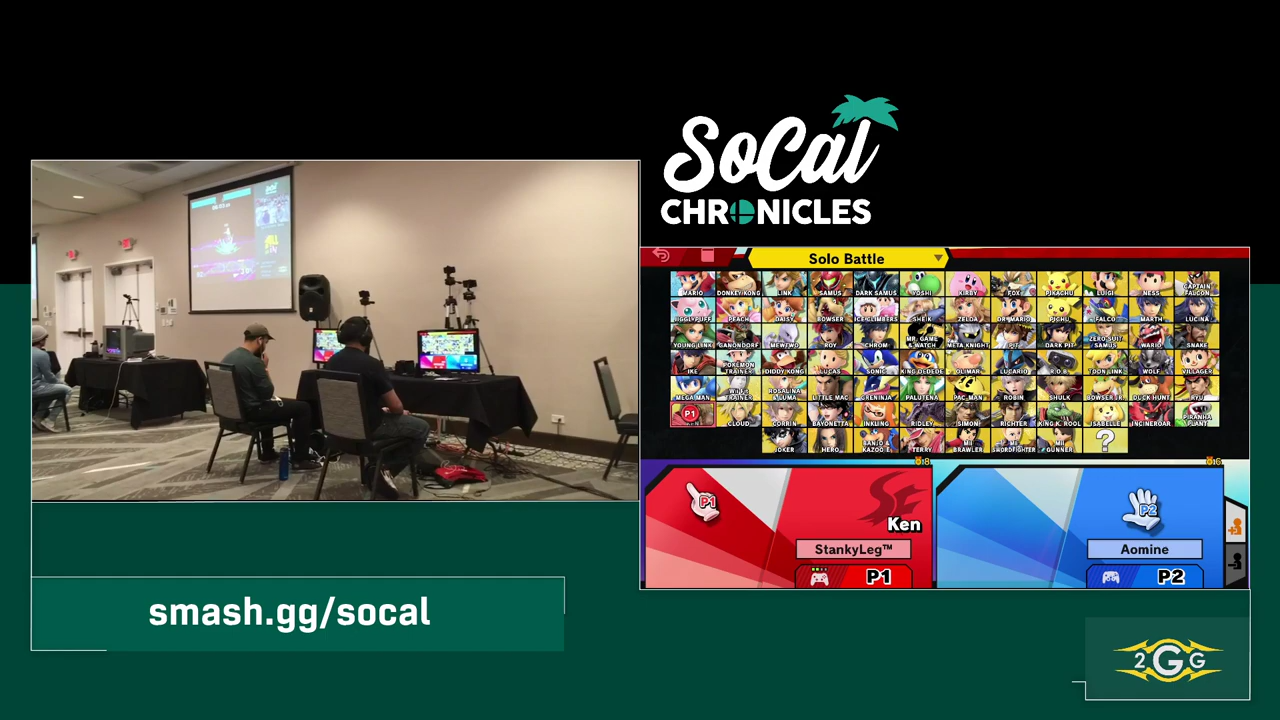 SoCal
CHRONICLES
Solo Battle
MARIO
DONKEY KONG
LINK
SAMUS
DARK SAMUS
YOSHI
KIRBY
FOX
PIKACHU
LUIGI
NESS
CAPTAIN FALCON
JIGGLYPUFF
PEACH
DAISY
BOWSER
ICE CLIMBERS
SHEIK
ZELDA
DR. MARIO
PICHU
FALCO
MARTH
LUCINA
YOUNG LINK
GANONDORF
MEWTWO
ROY
CHROM
MR. GAME & WATCH
META KNIGHT
PIT
DARK PIT
ZERO SUIT SAMUS
WARIO
SNAKE
IKE
POKÉMON TRAINER
DIDDY KONG
LUCAS
SONIC
KING DEDEDE
OLIMAR
LUCARIO
R.O.B.
TOON LINK
WOLF
VILLAGER
MEGA MAN
WII FIT TRAINER
ROSALINA & LUMA
LITTLE MAC
GRENINJA
PALUTENA
PAC-MAN
ROBIN
SHULK
BOWSER JR.
DUCK HUNT
RYU
P1
KEN
CLOUD
CORRIN
BAYONETTA
INKLING
RIDLEY
SIMON
RICHTER
KING K. ROOL
ISABELLE
INCINEROAR
PIRANHA PLANT
JOKER
HERO
BANJO & KAZOOIE
TERRY
MII BRAWLER
MII SWORDFIGHTER
MII GUNNER
?
8
6
P1
Ken
StankyLeg™
P1
P2
Aomine
P2
smash.gg/socal
2GG